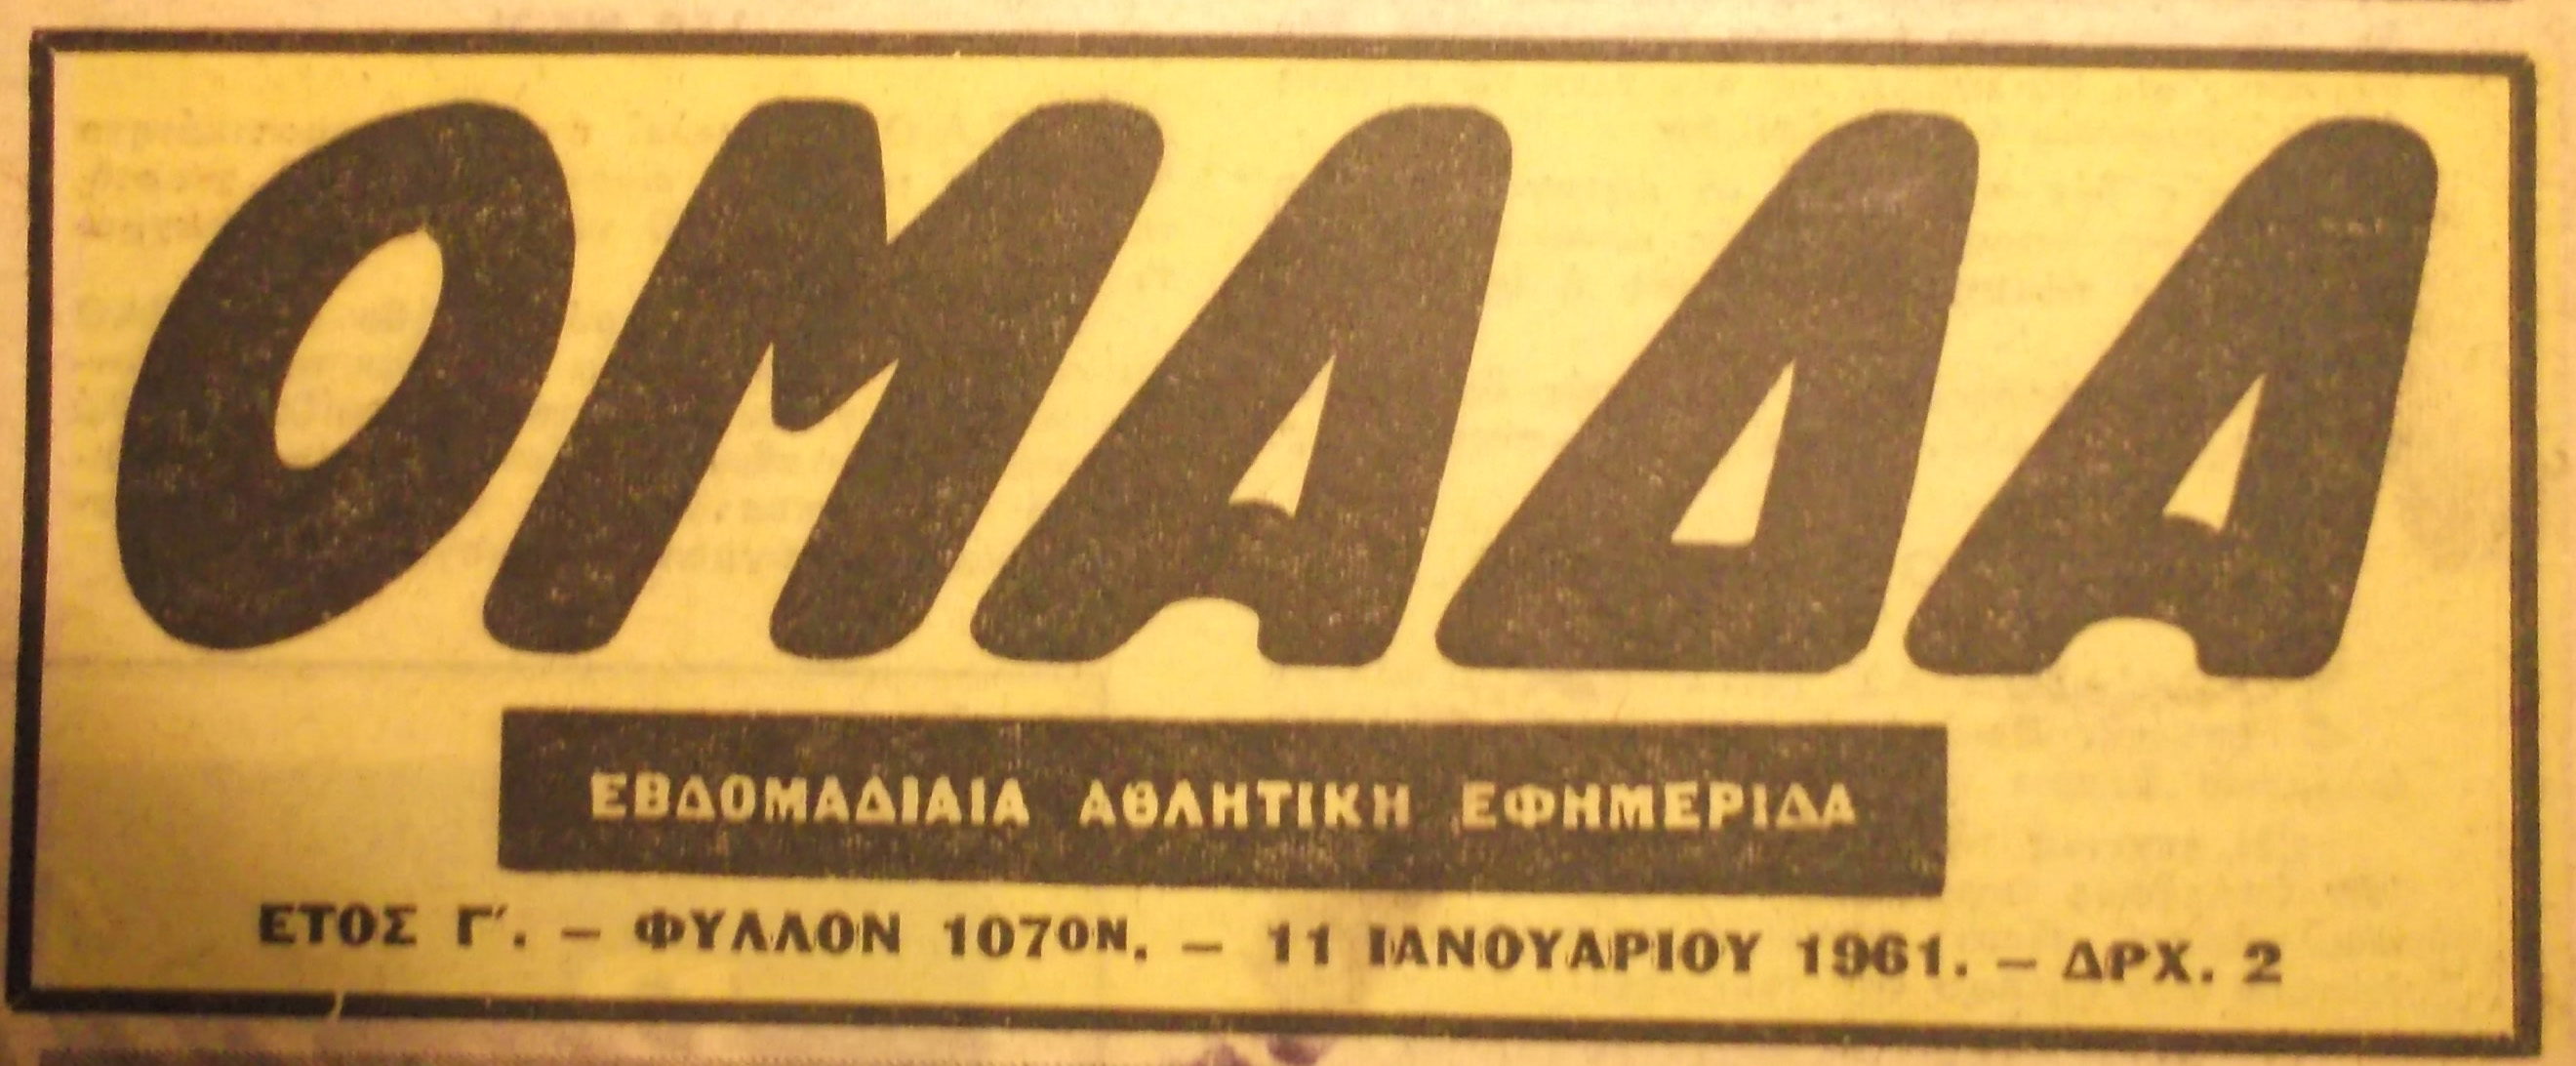 ΟΜΑΔΑ
ΕΒΔΟΜΑΔΙΑΙΑ ΑΘΛΗΤΙΚΗ ΕΦΗΜΕΡΙΔΑ
ΕΤΟΣ Γ΄. — ΦΥΛΛΟΝ 107ΟΝ. — 11 ΙΑΝΟΥΑΡΙΟΥ 1961. — ΔΡΧ. 2